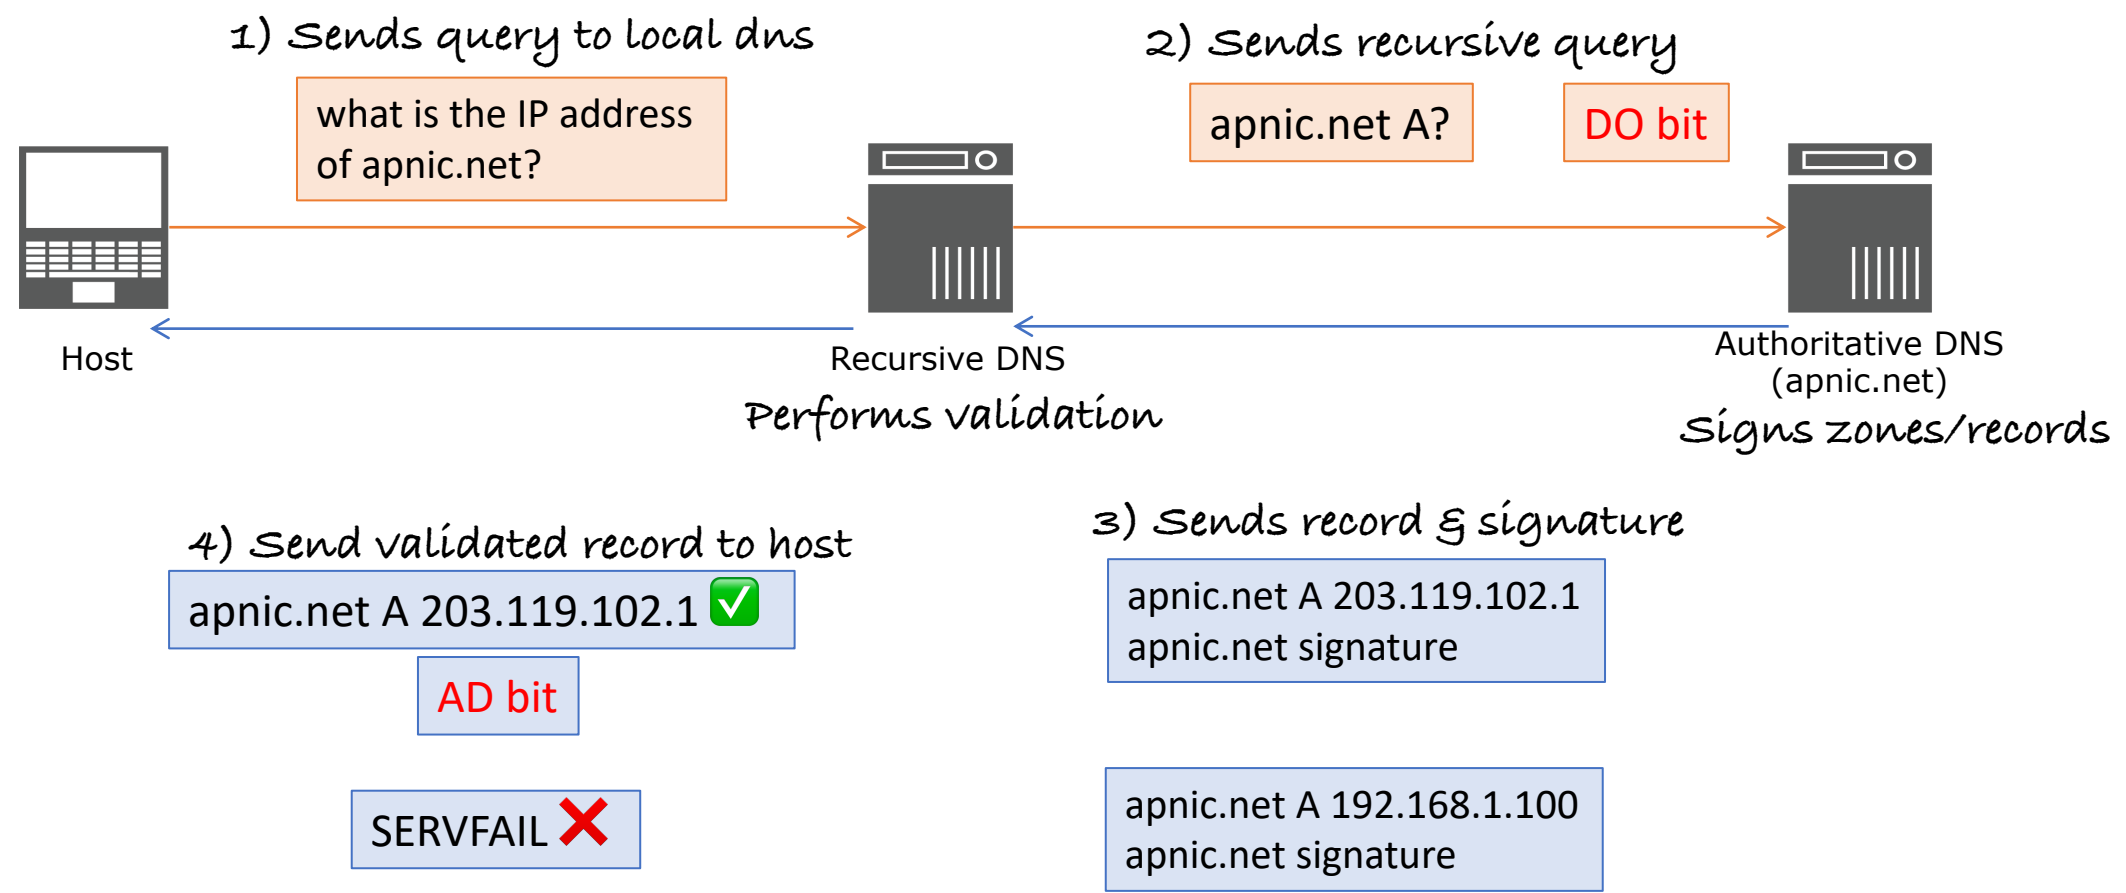 1) Sends query to local dns
what is the IP address
of apnic.net?
2) Sends recursive query
apnic.net A?
DO bit
Host
Recursive DNS
Performs validation
Authoritative DNS
(apnic.net)
Signs zones/records
4) Send validated record to host
apnic.net A 203.119.102.1
AD bit
SERVFAIL
3) Sends record & signature
apnic.net A 203.119.102.1
apnic.net signature
apnic.net A 192.168.1.100
apnic.net signature